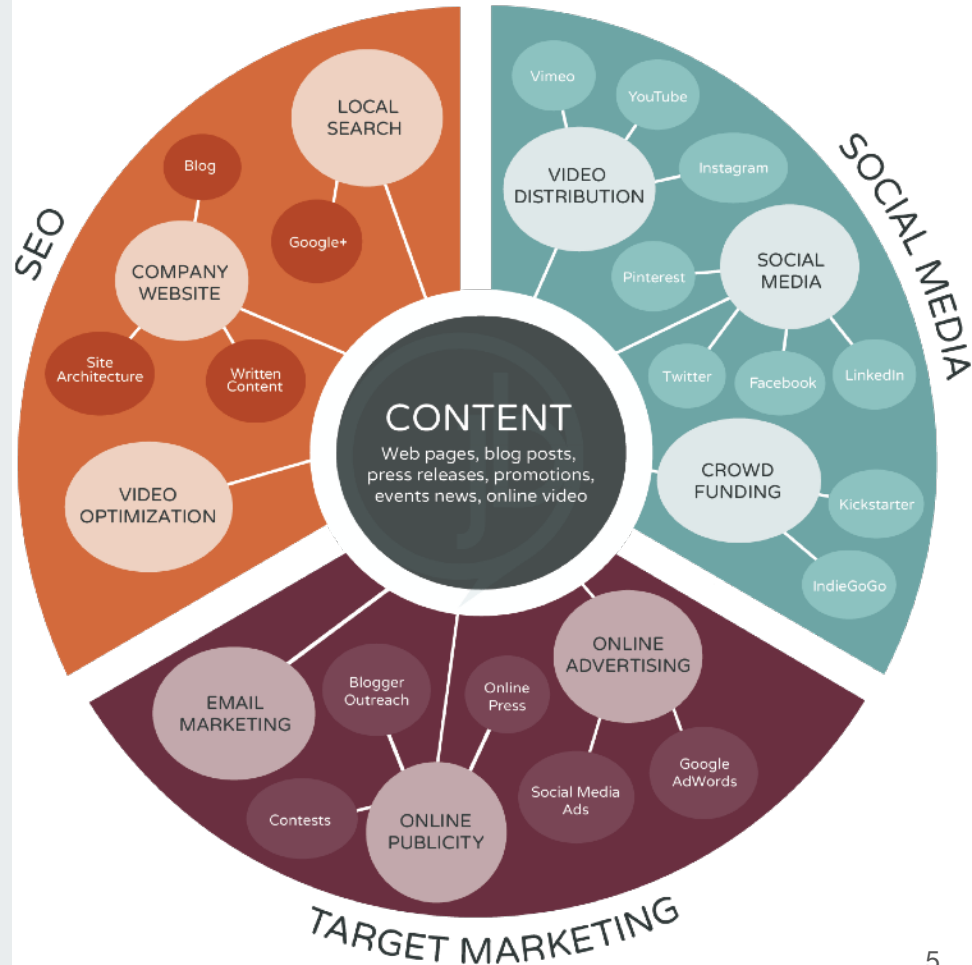 SEO
LOCAL
SEARCH
Blog
Google+
COMPANY
WEBSITE
Site
Architecture
Written
Content
VIDEO
OPTIMIZATION
SOCIAL MEDIA
Vimeo
YouTube
VIDEO
DISTRIBUTION
Instagram
Pinterest
SOCIAL
MEDIA
Twitter
Facebook
LinkedIn
CROWD
FUNDING
Kickstarter
IndieGoGo
CONTENT
Web pages, blog posts,
press releases, promotions,
events news, online video
EMAIL
MARKETING
Blogger
Outreach
Online
Press
ONLINE
ADVERTISING
Social Media
Ads
Google
AdWords
Contests
ONLINE
PUBLICITY
TARGET MARKETING
5